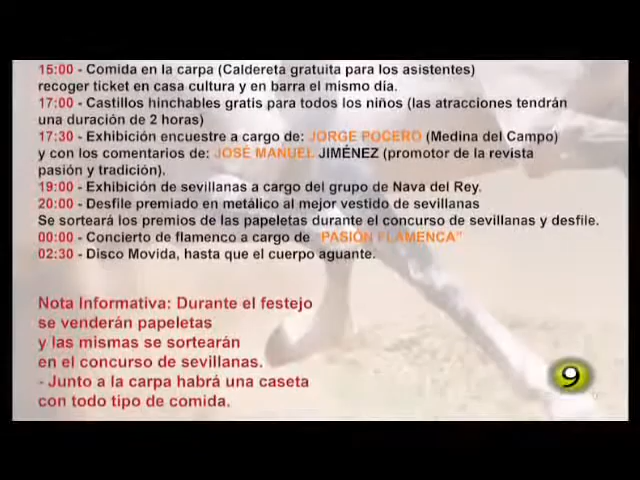 15:00 - Comida en la carpa (Caldereta gratuita para los asistentes)
recoger ticket en casa cultura y en barra el mismo día.
17:00 - Castillos hinchables gratis para todos los niños (las atracciones tendrán
una duración de 2 horas)
17:30 - Exhibición encuestre a cargo de: JORGE POCERO (Medina del Campo)
y con los comentarios de: JOSÉ MANUEL JIMÉNEZ (promotor de la revista
pasión y tradición).
19:00 - Exhibición de sevillanas a cargo del grupo de Nava del Rey.
20:00 - Desfile premiado en metálico al mejor vestido de sevillanas
Se sortearán los premios de las papeletas durante el concurso de sevillanas y desfile.
00:00 - Concierto de flamenco a cargo de "PASIÓN FLAMENCA"
02:30 - Disco Movida, hasta que el cuerpo aguante.
Nota Informativa: Durante el festejo
se venderán papeletas
y las mismas se sortearán
en el concurso de sevillanas.
- Junto a la carpa habrá una caseta
con todo tipo de comida.
9